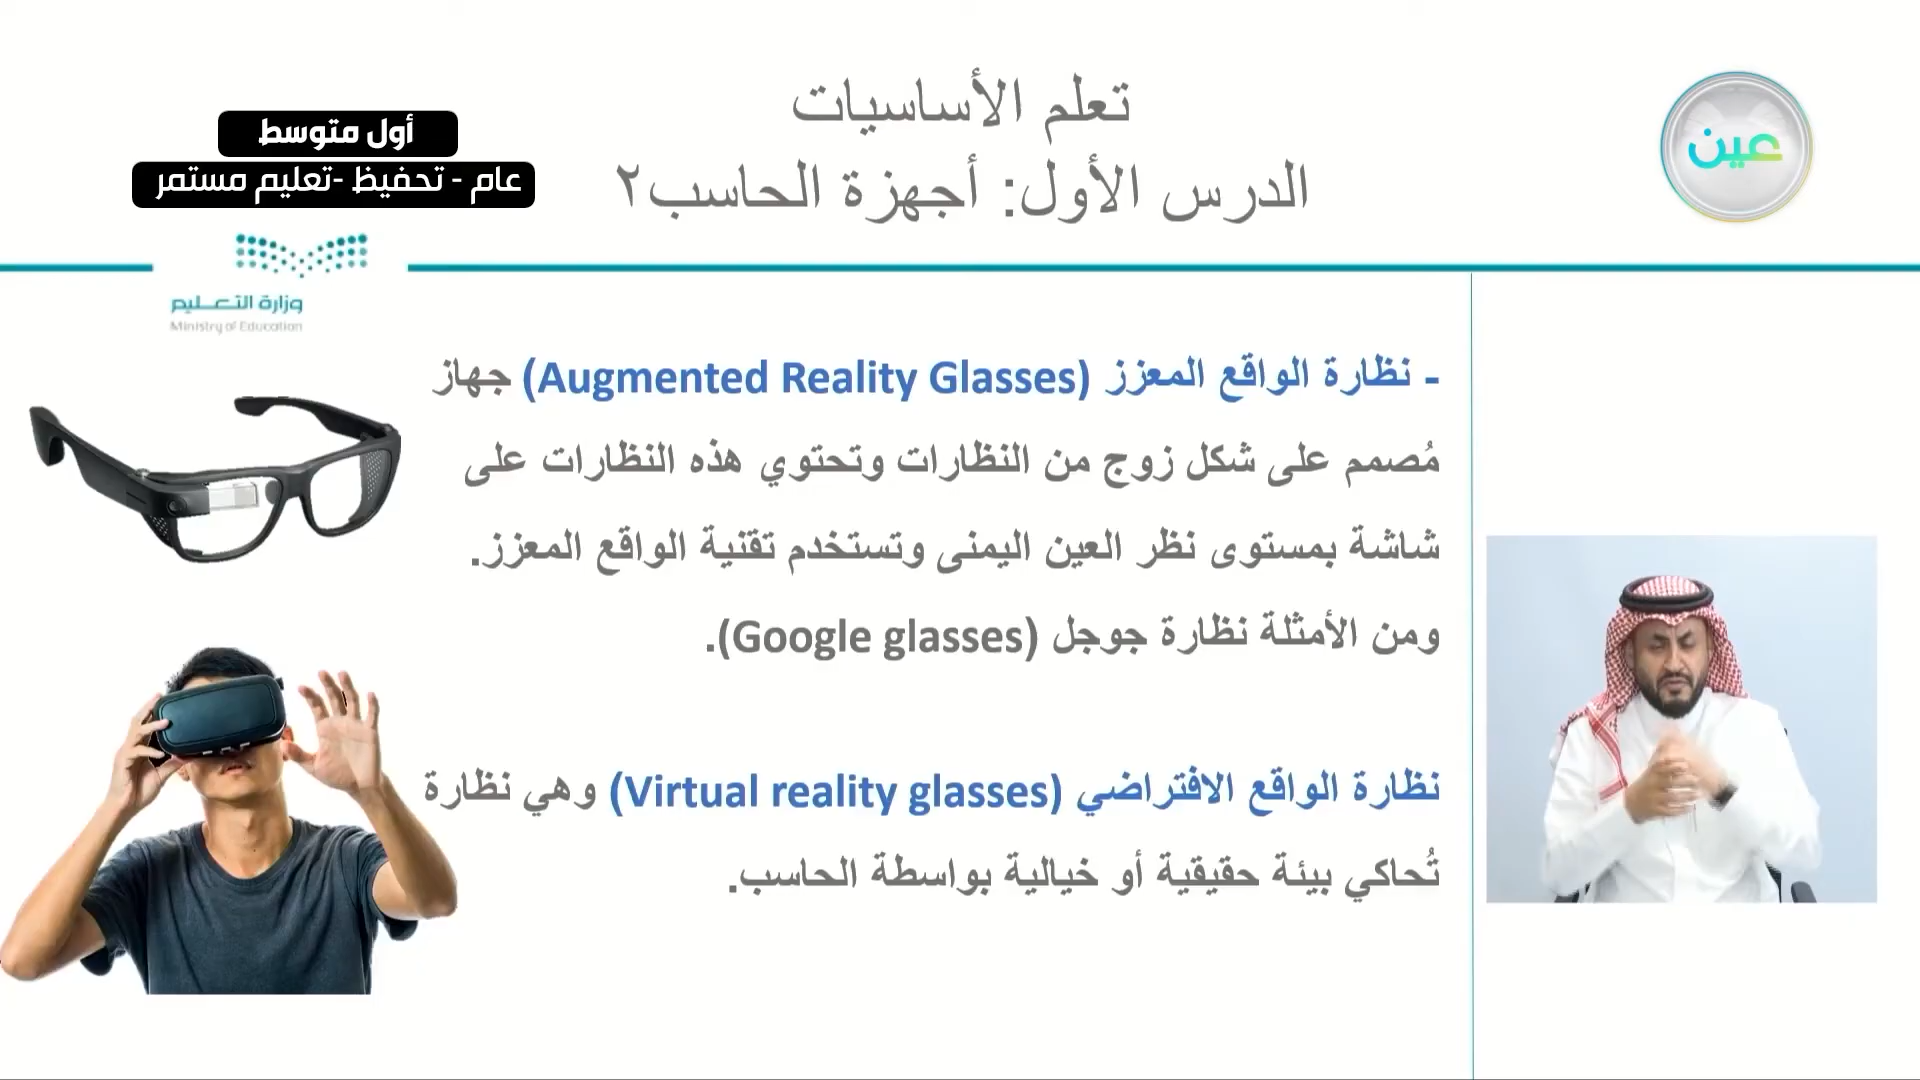 تعلم الأساسيات
الدرس الأول: أجهزة الحاسب٢
عين
أول متوسط
عام - تحفيظ -تعليم مستمر
وزارة التعليم
Ministry of Education
- نظارة الواقع المعزز (Augmented Reality Glasses) جهاز
مُصمم على شكل زوج من النظارات وتحتوي هذه النظارات على
شاشة بمستوى نظر العين اليمنى وتستخدم تقنية الواقع المعزز.
ومن الأمثلة نظارة جوجل (Google glasses).
نظارة الواقع الافتراضي (Virtual reality glasses) وهي نظارة
تُحاكي بيئة حقيقية أو خيالية بواسطة الحاسب.